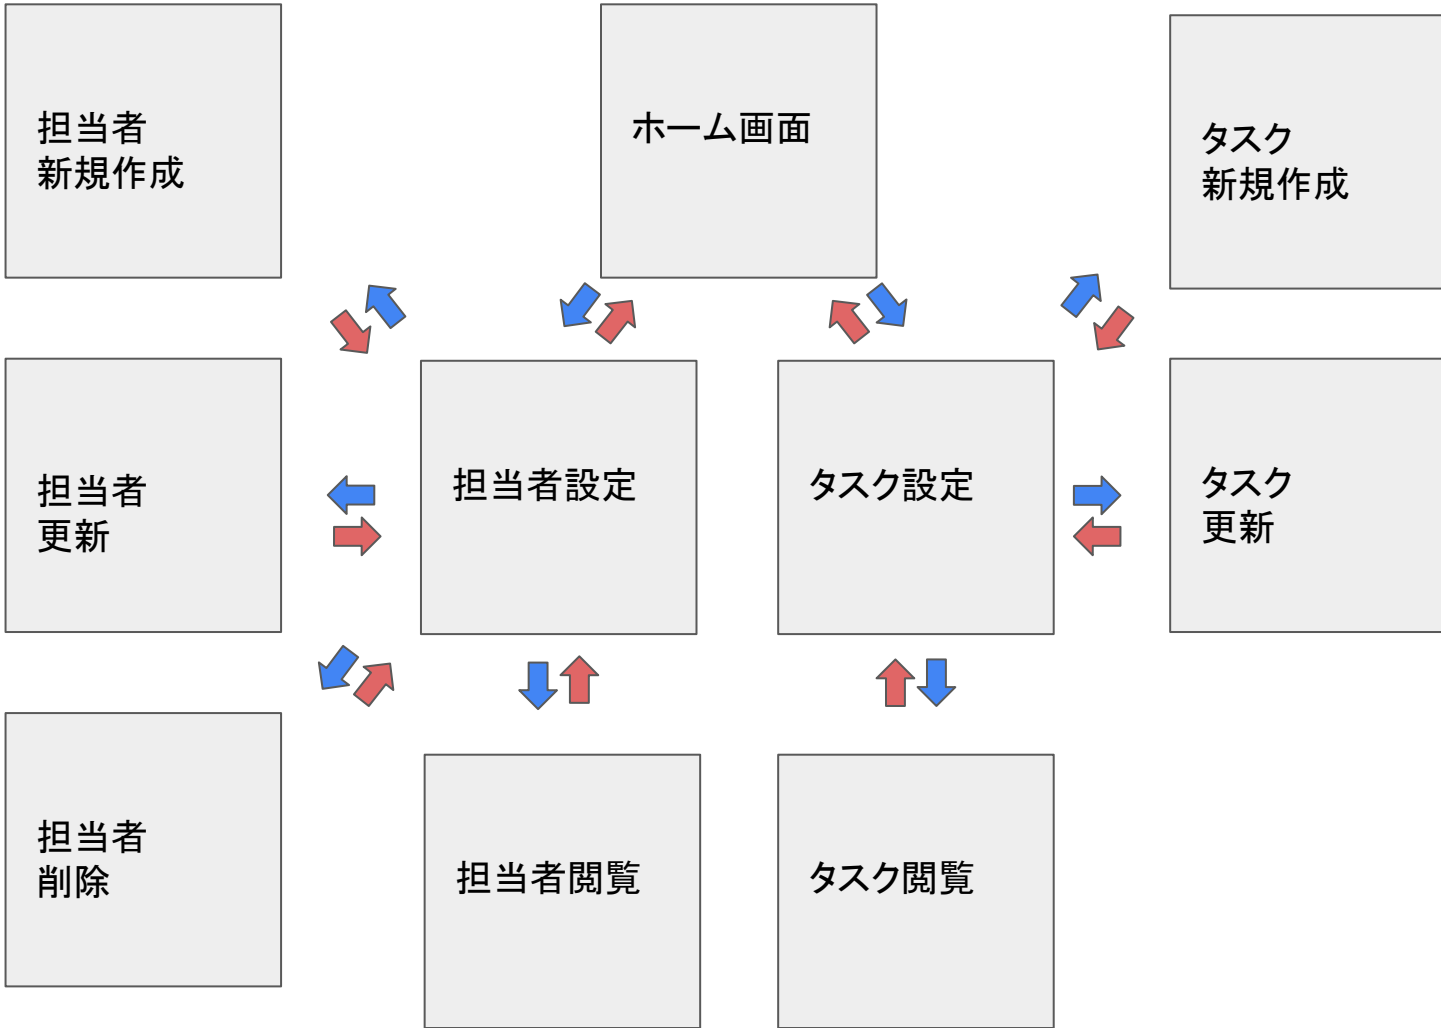 担当者
新規作成
ホーム画面
タスク
新規作成
担当者
更新
担当者設定
タスク設定
タスク
更新
担当者
削除
担当者閲覧
タスク閲覧